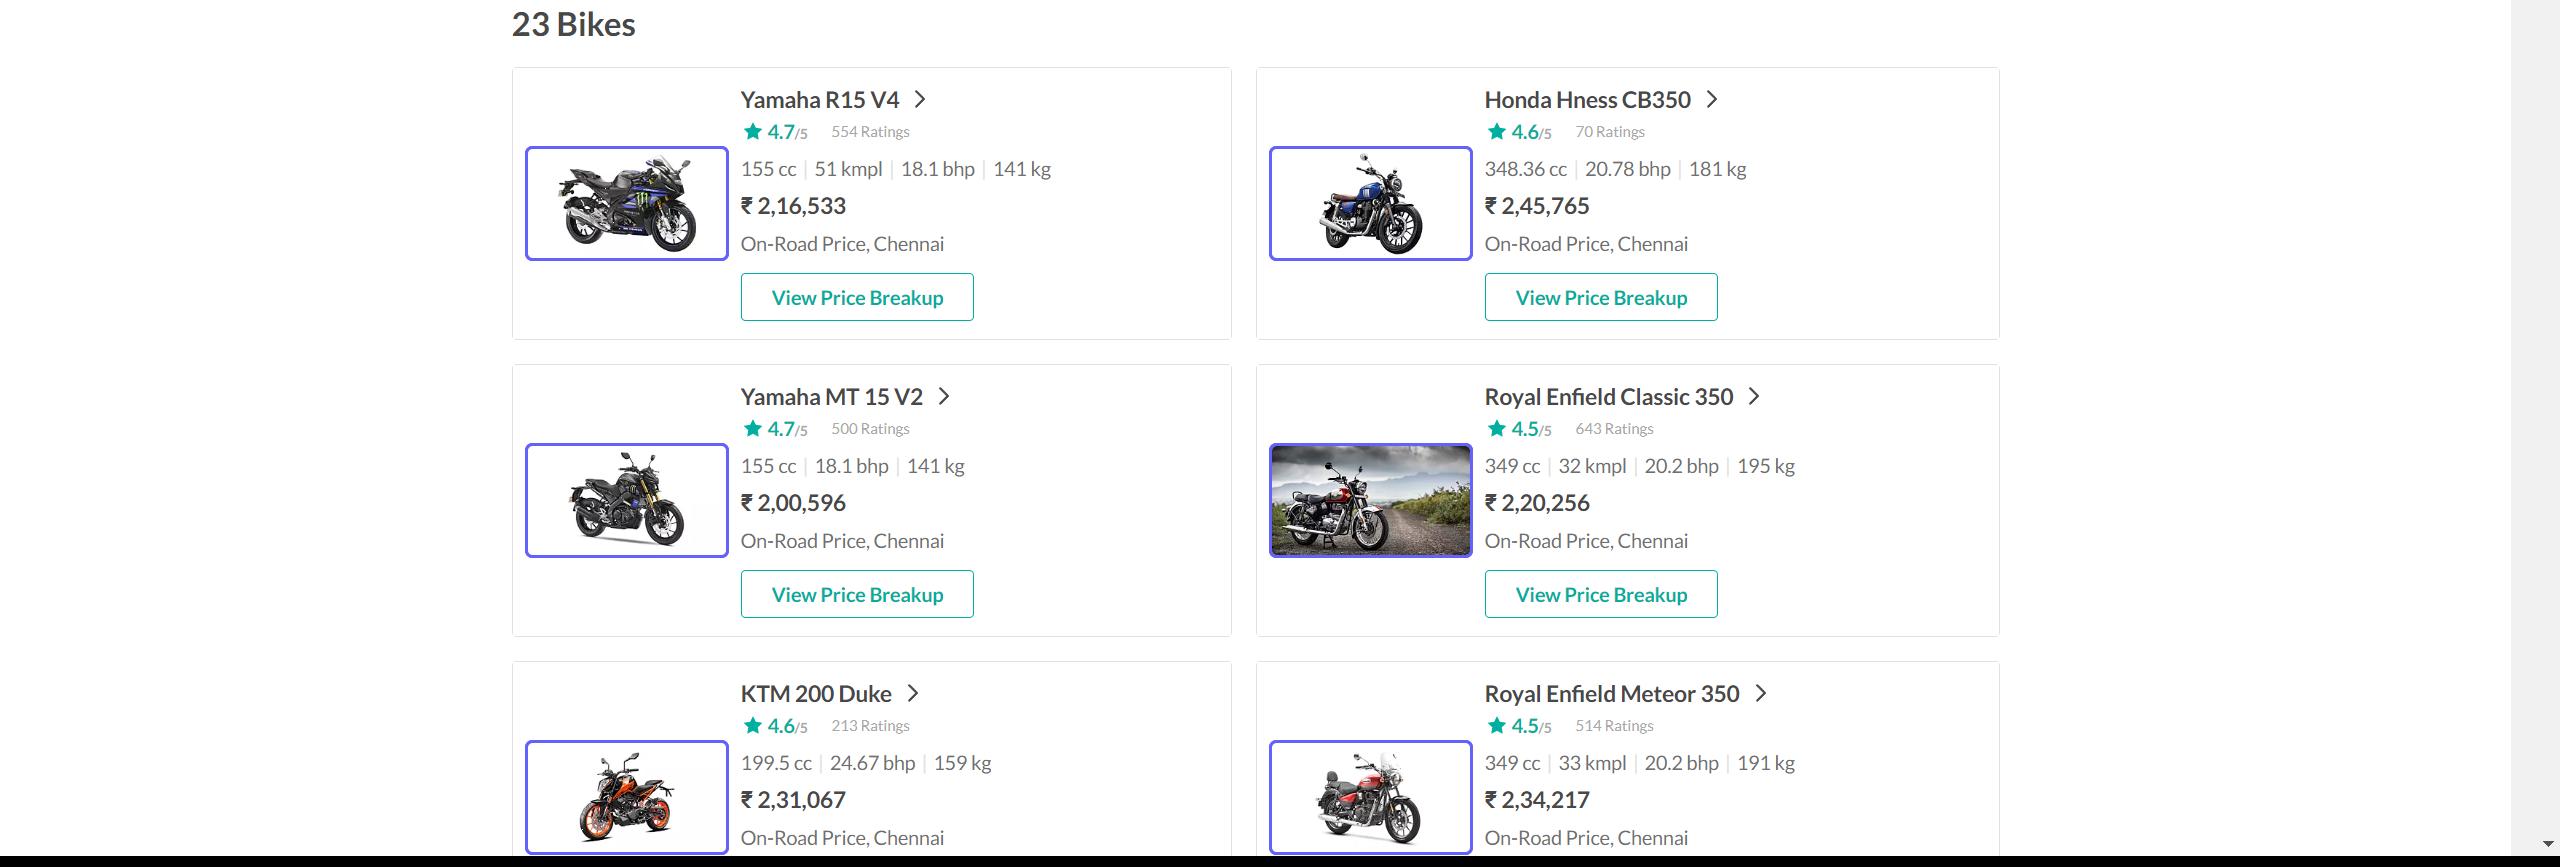 23 Bikes
Yamaha R15 V4
4.7/5 554 Ratings
155 cc | 51 kmpl | 18.1 bhp | 141 kg
₹ 2,16,533
On-Road Price, Chennai
View Price Breakup
Honda Hness CB350
4.6/5 70 Ratings
348.36 cc | 20.78 bhp | 181 kg
₹ 2,45,765
On-Road Price, Chennai
View Price Breakup
Yamaha MT 15 V2
4.7/5 500 Ratings
155 cc | 18.1 bhp | 141 kg
₹ 2,00,596
On-Road Price, Chennai
View Price Breakup
Royal Enfield Classic 350
4.5/5 643 Ratings
349 cc | 32 kmpl | 20.2 bhp | 195 kg
₹ 2,20,256
On-Road Price, Chennai
View Price Breakup
KTM 200 Duke
4.6/5 213 Ratings
199.5 cc | 24.67 bhp | 159 kg
₹ 2,31,067
On-Road Price, Chennai
Royal Enfield Meteor 350
4.5/5 514 Ratings
349 cc | 33 kmpl | 20.2 bhp | 191 kg
₹ 2,34,217
On-Road Price, Chennai